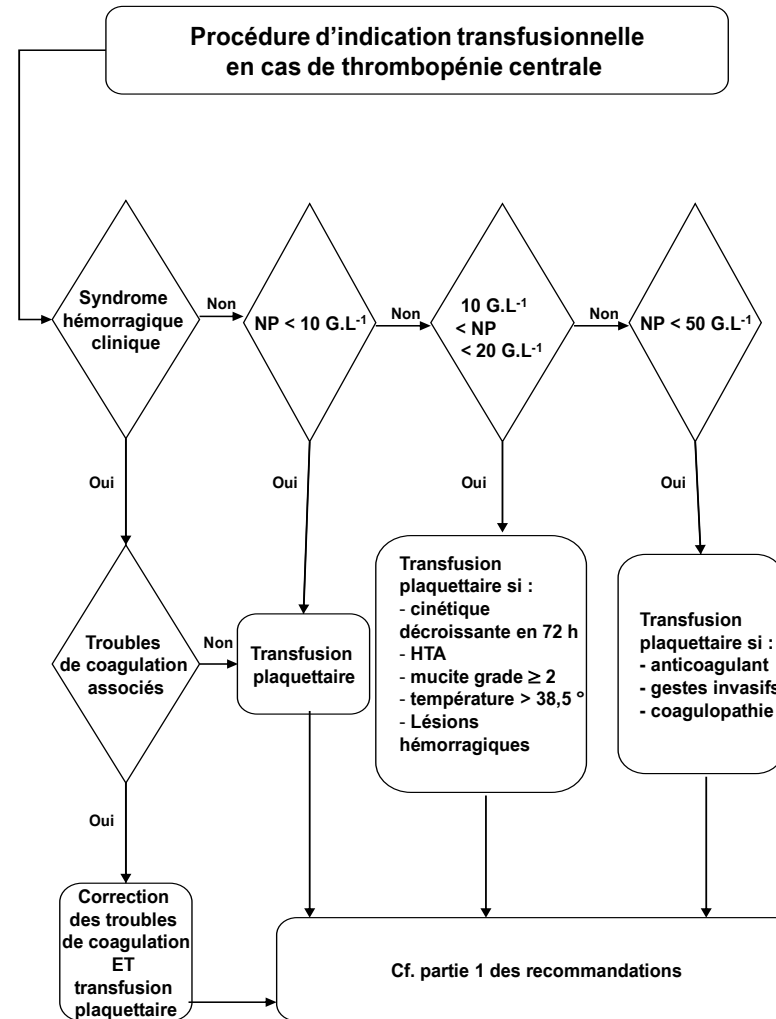 Procédure d’indication transfusionnelle
en cas de thrombopénie centrale
Syndrome
hémorragique
clinique
Non
NP < 10 G.L-1
Non
10 G.L-1
< NP
< 20 G.L-1
Non
NP < 50 G.L-1
Oui
Oui
Oui
Oui
Troubles
de coagulation
associés
Non
Transfusion
plaquettaire
Transfusion
plaquettaire si :
- cinétique
décroissante en 72 h
- HTA
- mucite grade ≥ 2
- température > 38,5 °
- Lésions
hémorragiques
Transfusion
plaquettaire si :
- anticoagulant
- gestes invasifs
- coagulopathie
Oui
Correction
des troubles
de coagulation
ET
transfusion
plaquettaire
Cf. partie 1 des recommandations